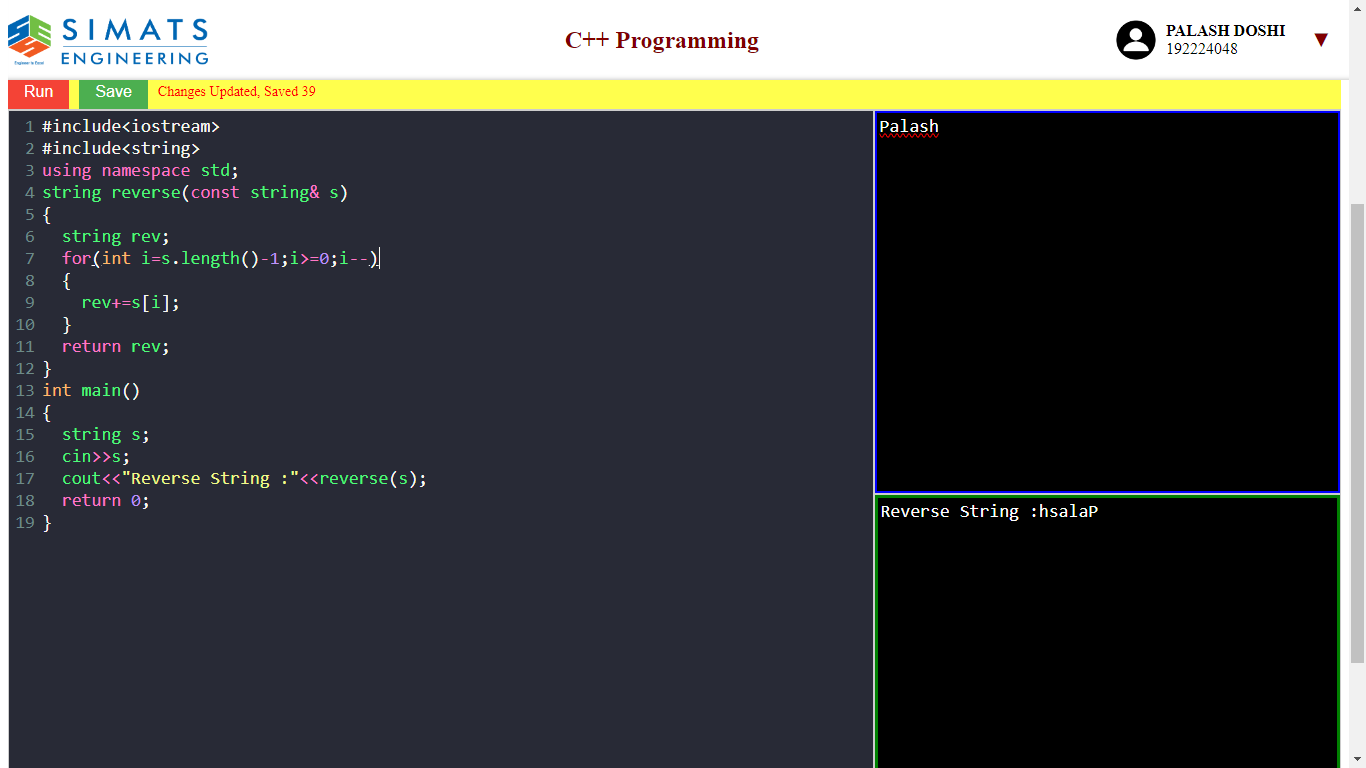 SIMATS
ENGINEERING
Engineer to Excel
C++ Programming
PALASH DOSHI
192224048
▼
Run
Save
Changes Updated, Saved 39
1 #include<iostream>
2 #include<string>
3 using namespace std;
4 string reverse(const string& s)
5 {
6   string rev;
7   for(int i=s.length()-1;i>=0;i--)
8   {
9     rev+=s[i];
10   }
11   return rev;
12 }
13 int main()
14 {
15   string s;
16   cin>>s;
17   cout<<"Reverse String :"<<reverse(s);
18   return 0;
19 }
Palash
Reverse String :hsalaP